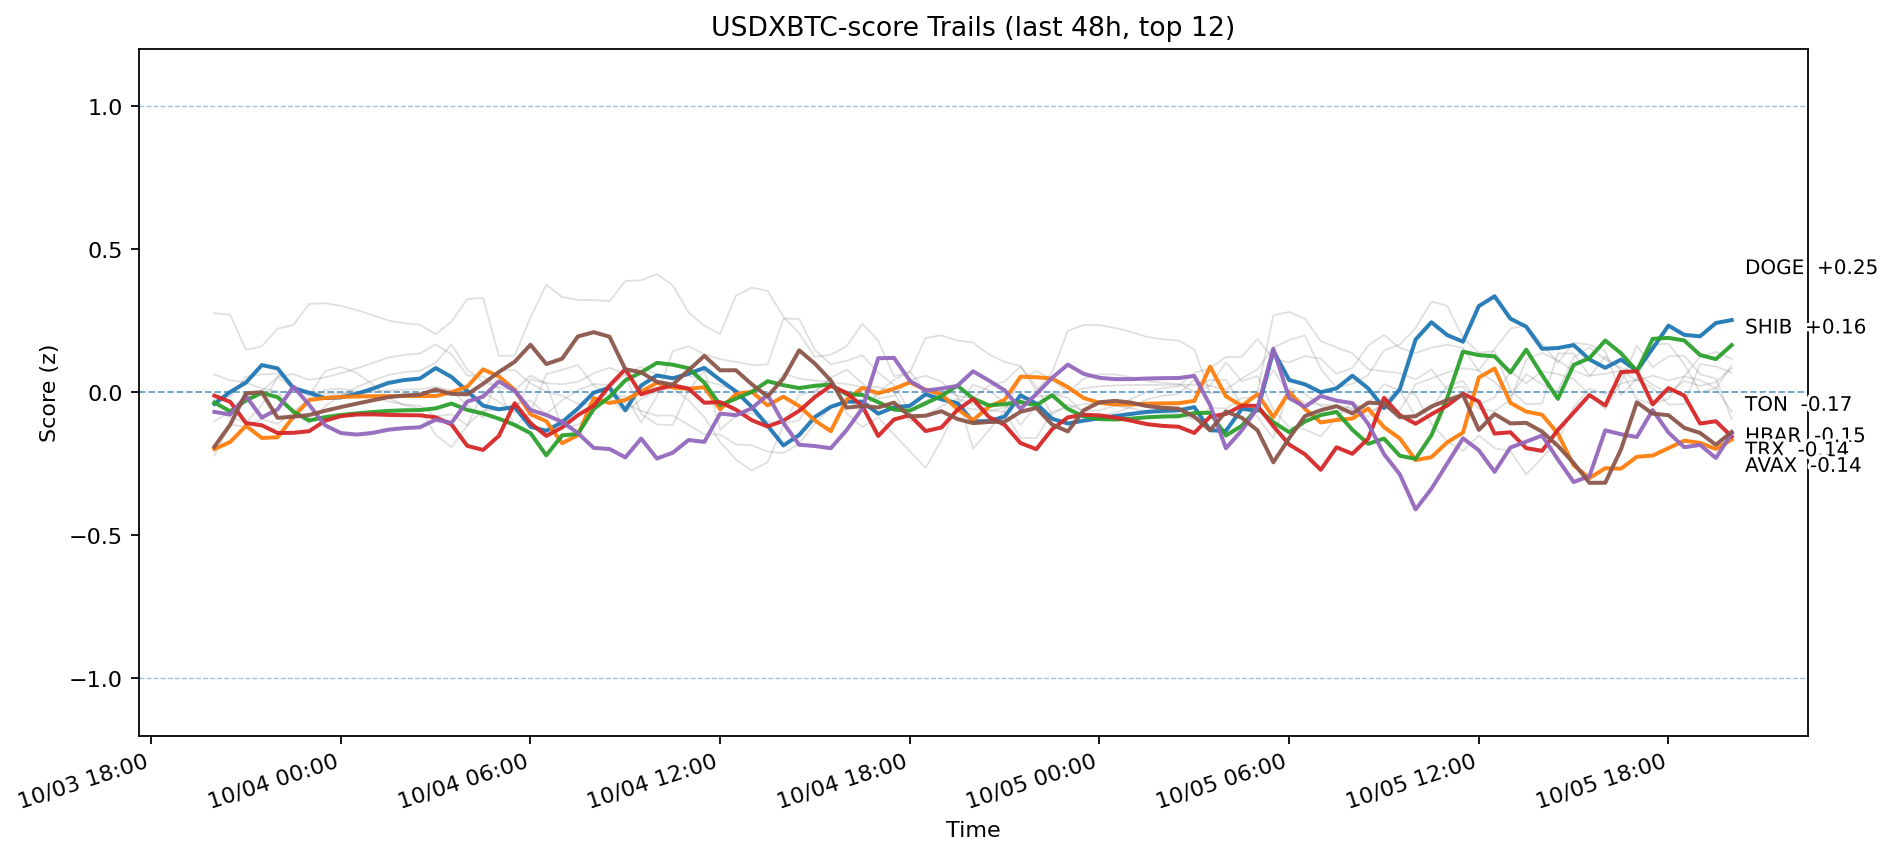 USDXBTC-score Trails (last 48h, top 12)
1.0
0.5
0.0
−0.5
−1.0
Score (z)
DOGE +0.25
SHIB +0.16
TON -0.17
HBAR -0.15
TRX -0.14
AVAX -0.14
10/03 18:00
10/04 00:00
10/04 06:00
10/04 12:00
10/04 18:00
10/05 00:00
10/05 06:00
10/05 12:00
10/05 18:00
Time